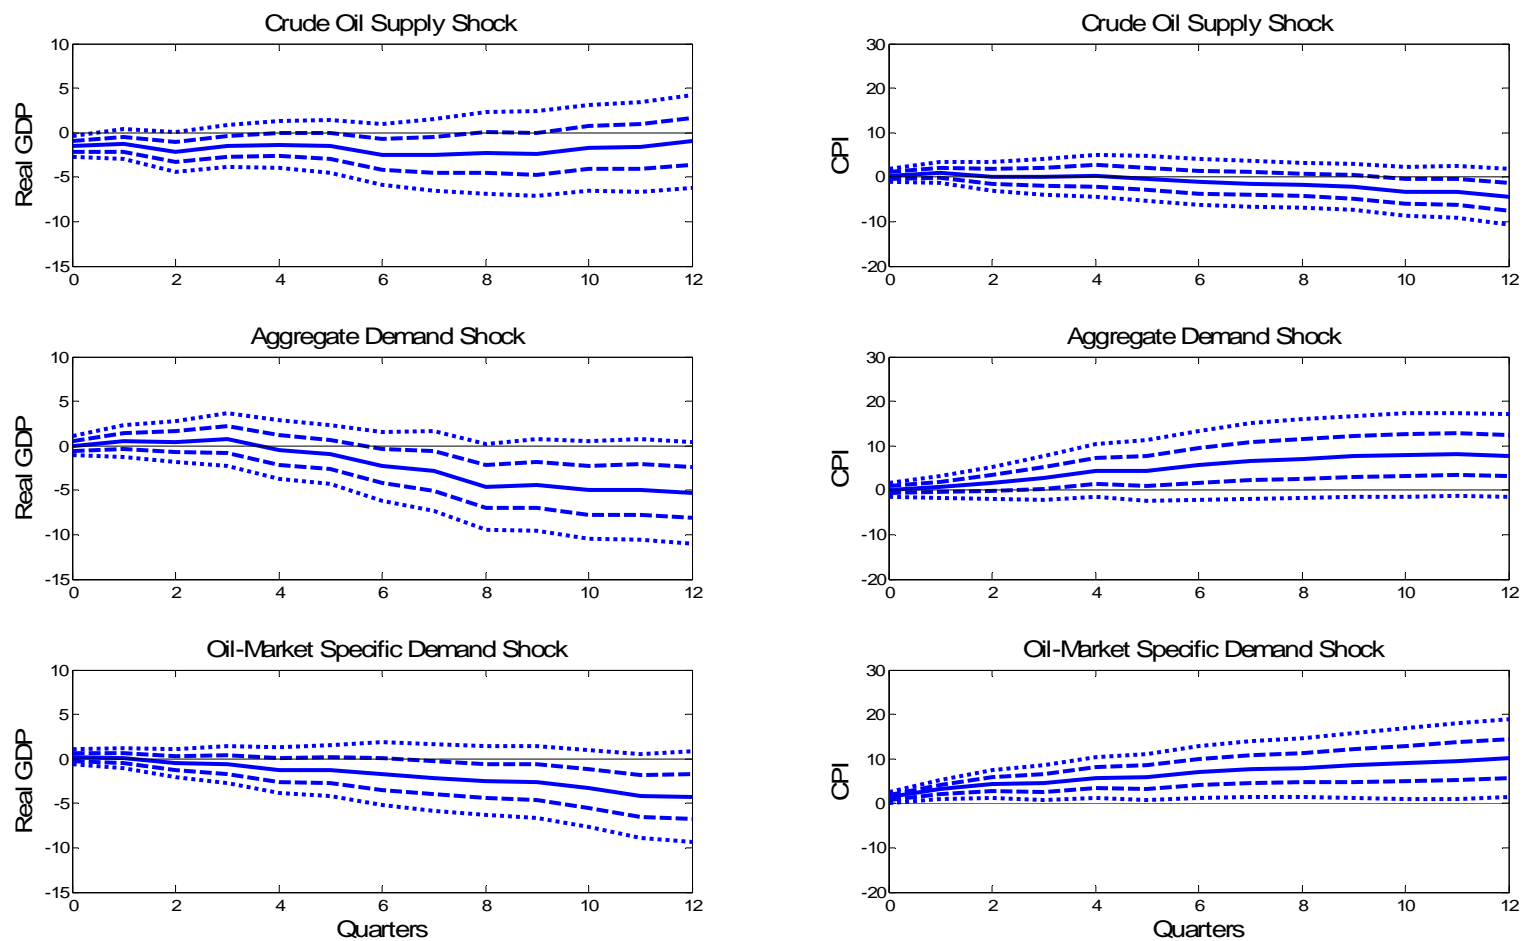 Crude Oil Supply Shock
10
5
0
-5
-10
-15
Real GDP
0 2 4 6 8 10 12
Crude Oil Supply Shock
30
20
10
0
-10
-20
CPI
0 2 4 6 8 10 12
Aggregate Demand Shock
10
5
0
-5
-10
-15
Real GDP
0 2 4 6 8 10 12
Aggregate Demand Shock
30
20
10
0
-10
-20
CPI
0 2 4 6 8 10 12
Oil-Market Specific Demand Shock
10
5
0
-5
-10
-15
Real GDP
0 2 4 6 8 10 12
Quarters
Oil-Market Specific Demand Shock
30
20
10
0
-10
-20
CPI
0 2 4 6 8 10 12
Quarters